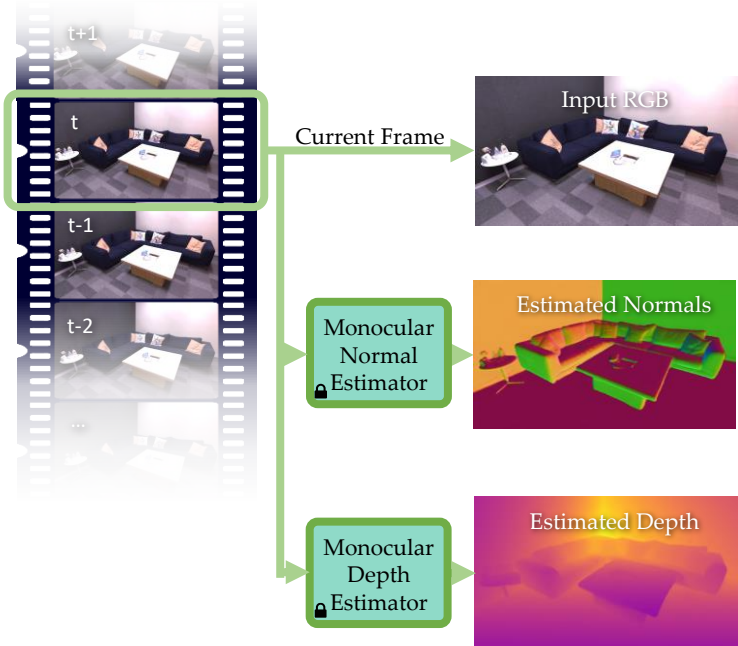 t+1
t
t-1
t-2
...
Current Frame
Input RGB
Monocular
Normal
Estimator
Estimated Normals
Monocular
Depth
Estimator
Estimated Depth